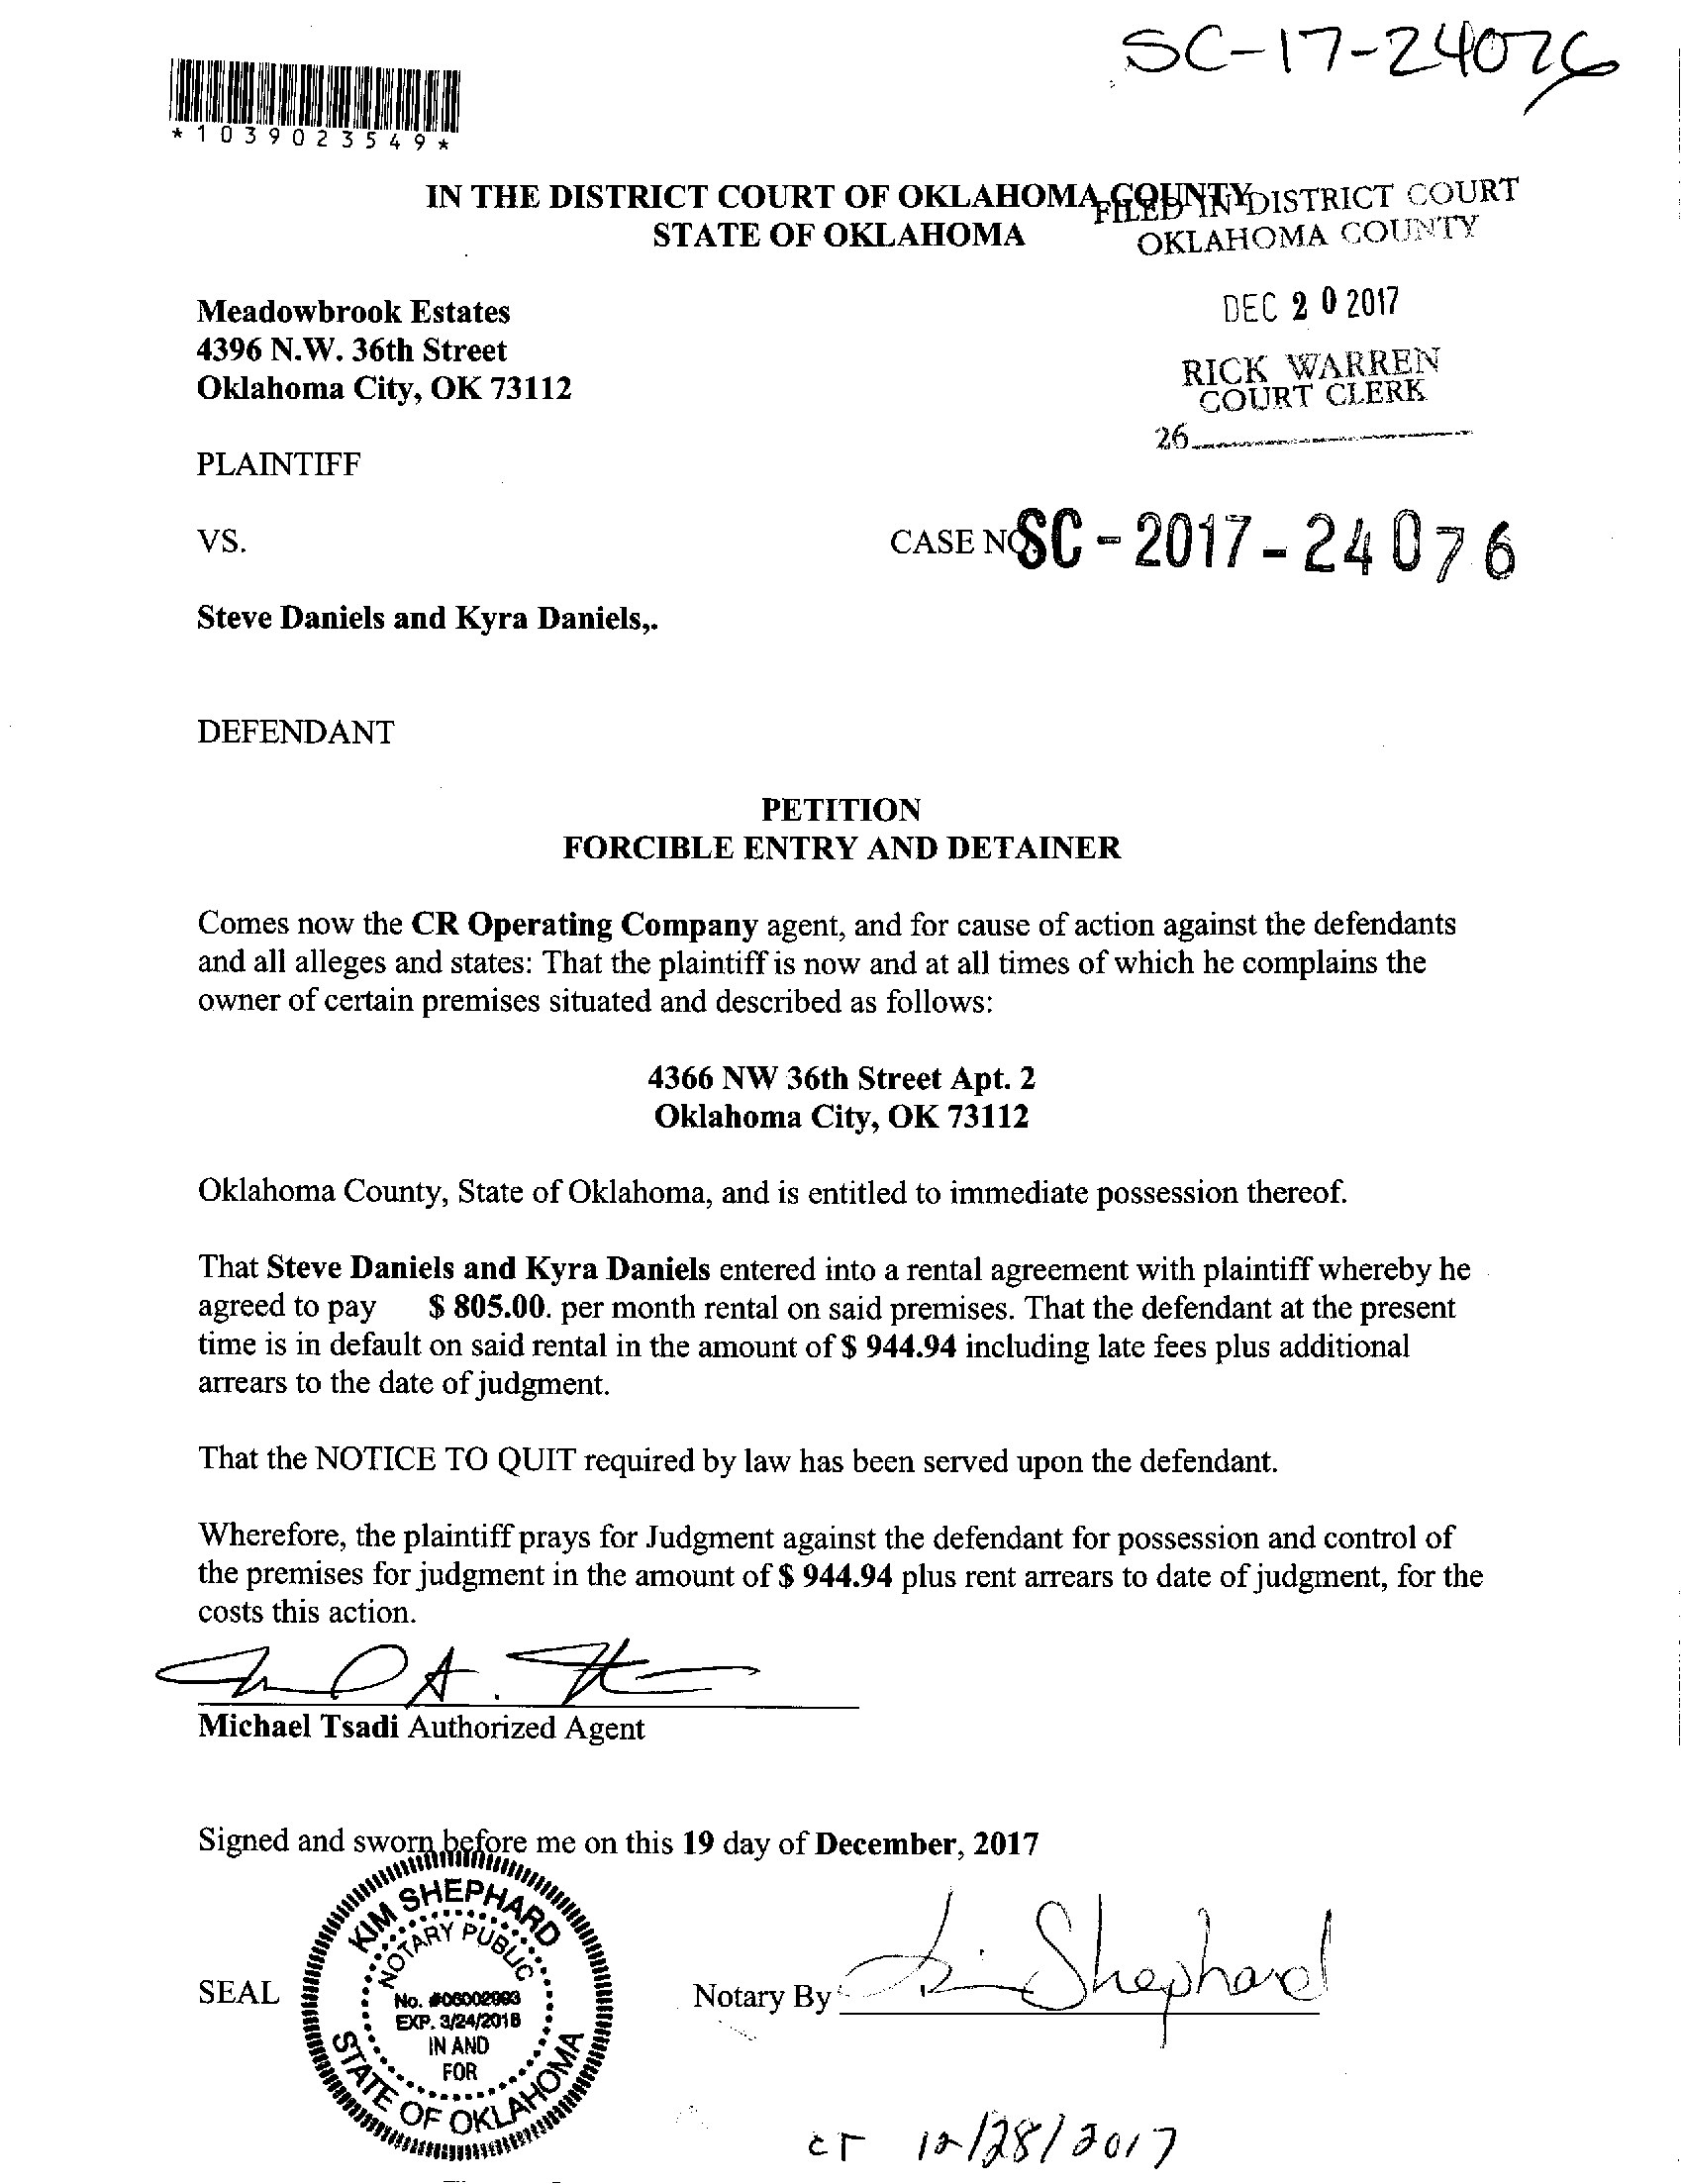 SC-17-24076
*1039023549*
IN THE DISTRICT COURT OF OKLAHOMA COUNTY
STATE OF OKLAHOMA
FILED IN DISTRICT COURT
OKLAHOMA COUNTY
DEC 20 2017
RICK WARREN
COURT CLERK
26
Meadowbrook Estates
4396 N.W. 36th Street
Oklahoma City, OK 73112
PLAINTIFF
VS.
CASE NO. SC-2017-24076
Steve Daniels and Kyra Daniels,.
DEFENDANT
PETITION
FORCIBLE ENTRY AND DETAINER
Comes now the CR Operating Company agent, and for cause of action against the defendants
and all alleges and states: That the plaintiff is now and at all times of which he complains the
owner of certain premises situated and described as follows:
4366 NW 36th Street Apt. 2
Oklahoma City, OK 73112
Oklahoma County, State of Oklahoma, and is entitled to immediate possession thereof.
That Steve Daniels and Kyra Daniels entered into a rental agreement with plaintiff whereby he
agreed to pay $ 805.00. per month rental on said premises. That the defendant at the present
time is in default on said rental in the amount of $ 944.94 including late fees plus additional
arrears to the date of judgment.
That the NOTICE TO QUIT required by law has been served upon the defendant.
Wherefore, the plaintiff prays for Judgment against the defendant for possession and control of
the premises for judgment in the amount of $ 944.94 plus rent arrears to date of judgment, for the
costs this action.
Michael Tsadi Authorized Agent
Signed and sworn before me on this 19 day of December, 2017
SEAL
KIM SHEPHARD
NOTARY PUBLIC
No.
EXP. 3/24/2018
IN AND
FOR
STATE OF OKLAHOMA
Notary By: Kim Shephard
CT 12/28/2017